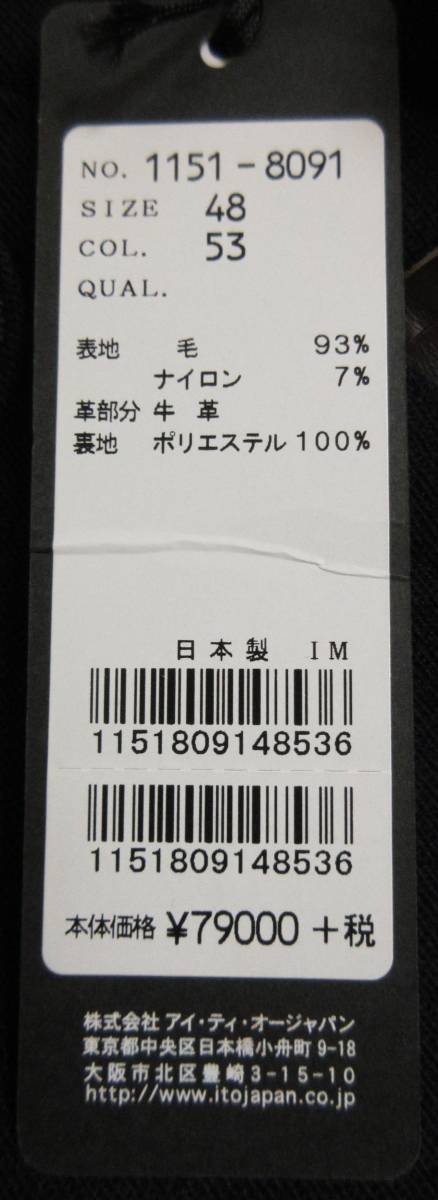 NO. 1151-8091
SIZE 48
COL. 53
QUAL.
表地 毛 93%
ナイロン 7%
革部分 牛 革
裏地 ポリエステル 100%
日本製 IM
1151809148536
1151809148536
本体価格 ¥79000 +税
株式会社 アイ・ティ・オージャパン
東京都中央区日本橋小舟町 9-18
大阪市北区豊崎3-15-10
http://www.itojapan.co.jp